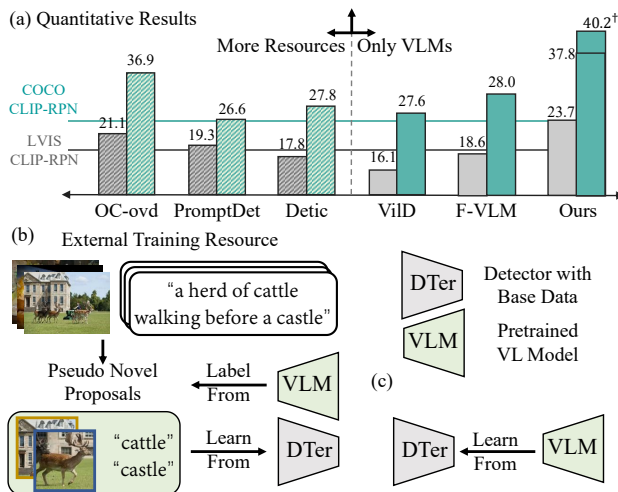 (a) Quantitative Results
More Resources Only VLMs
COCO
CLIP-RPN
LVIS
CLIP-RPN
21.1 36.9 19.3 26.6 17.8 27.8 16.1 27.6 18.6 28.0 23.7 37.8 40.2†
OC-ovd PromptDet Detic VilD F-VLM Ours
(b) External Training Resource
“a herd of cattle
walking before a castle”
DTer
Detector with
Base Data
VLM
Pretrained
VL Model
Pseudo Novel
Proposals
Label
From
VLM
(c)
“cattle”
“castle”
Learn
From
DTer
DTer
Learn
From
VLM